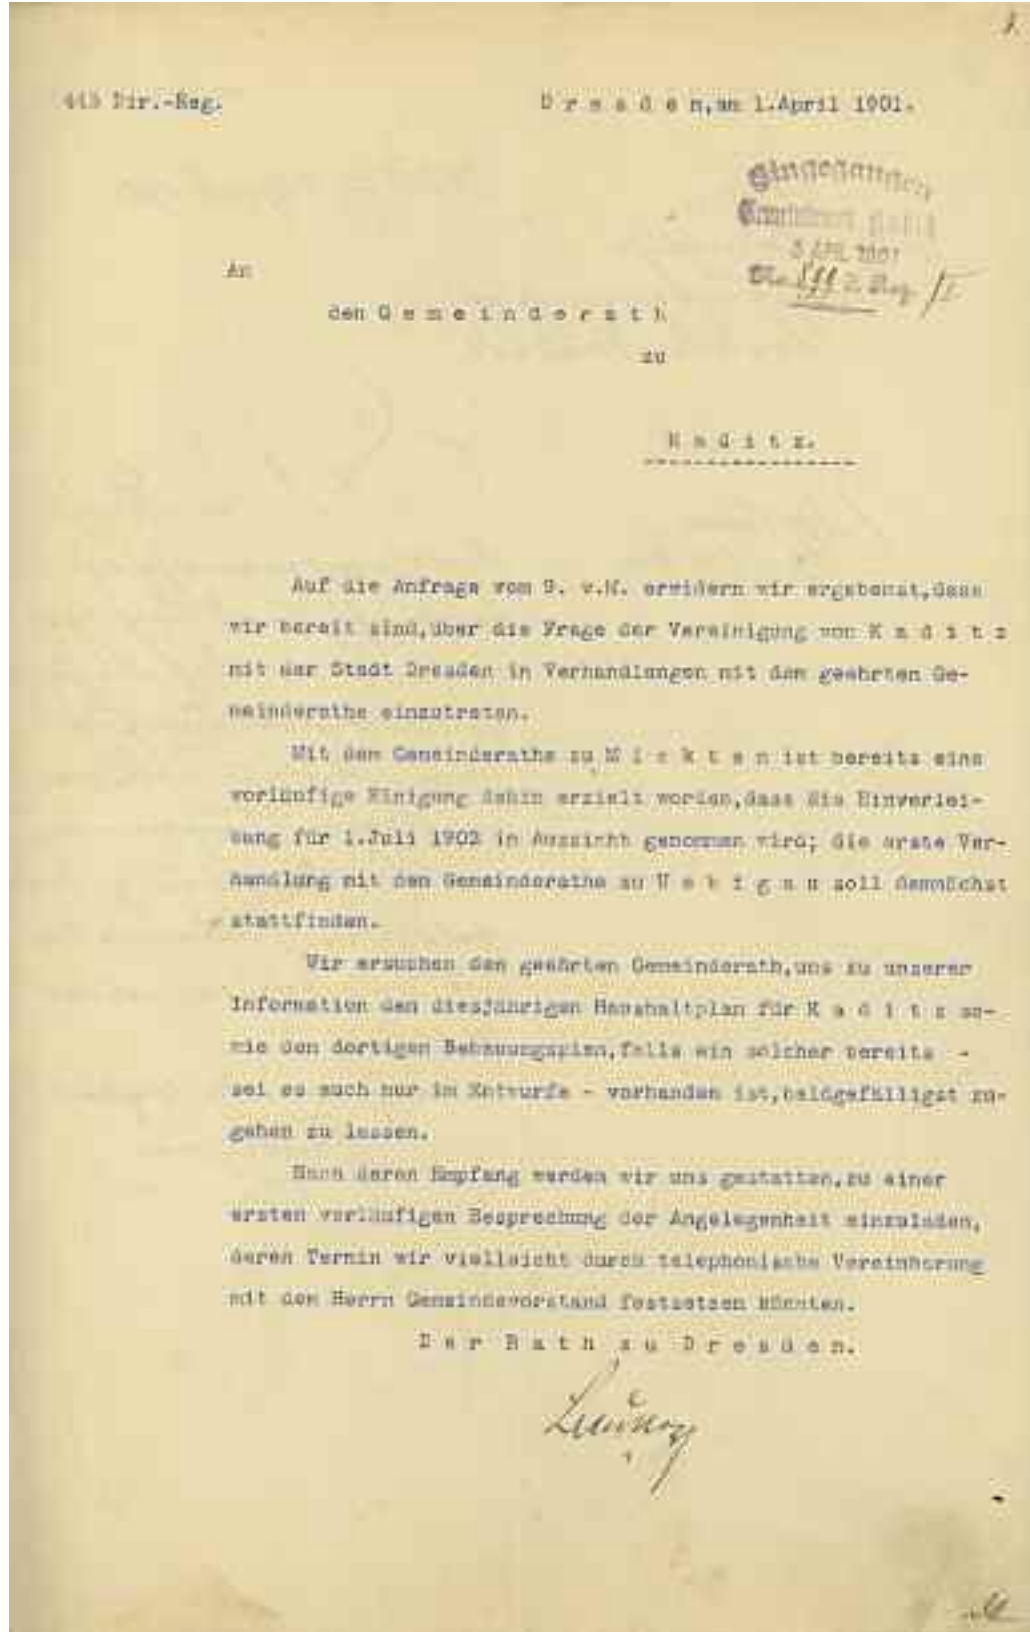 Dir.-Reg.
D r e s d e n, am 1.April 1901.
Eingegangen
An
den G e m e i n d e r a t h
zu
K a d i t z.
Auf die Anfrage vom 9. v.M. erwidern wir ergebenst,dass
wir bereit sind,über die Frage der Vereinigung von K a d i t z
mit der Stadt Dresden in Verhandlungen mit dem geehrten Ge-
meinderathe einzutreten.
Mit dem Gemeinderathe zu M i c k t e n ist bereits eine
vorläufige Einigung dahin erzielt worden,dass die Einverlei-
bung für 1.Juli 1902 in Aussicht genommen wird; die erste Ver-
handlung mit dem Gemeinderathe zu U e b i g a u soll demnächst
stattfinden.
Wir ersuchen den geehrten Gemeinderath,uns zu unserer
Information den diesjährigen Haushaltplan für K a d i t z so-
wie den dortigen Bebauungsplan,falls ein solcher bereits -
sei es auch nur im Entwurfe - vorhanden ist,baldgefälligst zu-
gehen zu lassen.
Nach deren Empfang werden wir uns gestatten,zu einer
ersten vorläufigen Besprechung der Angelegenheit einzuladen,
deren Termin wir vielleicht durch telephonische Vereinbarung
mit dem Herrn Gemeindevorstand festsetzen könnten.
D e r R a t h z u D r e s d e n.